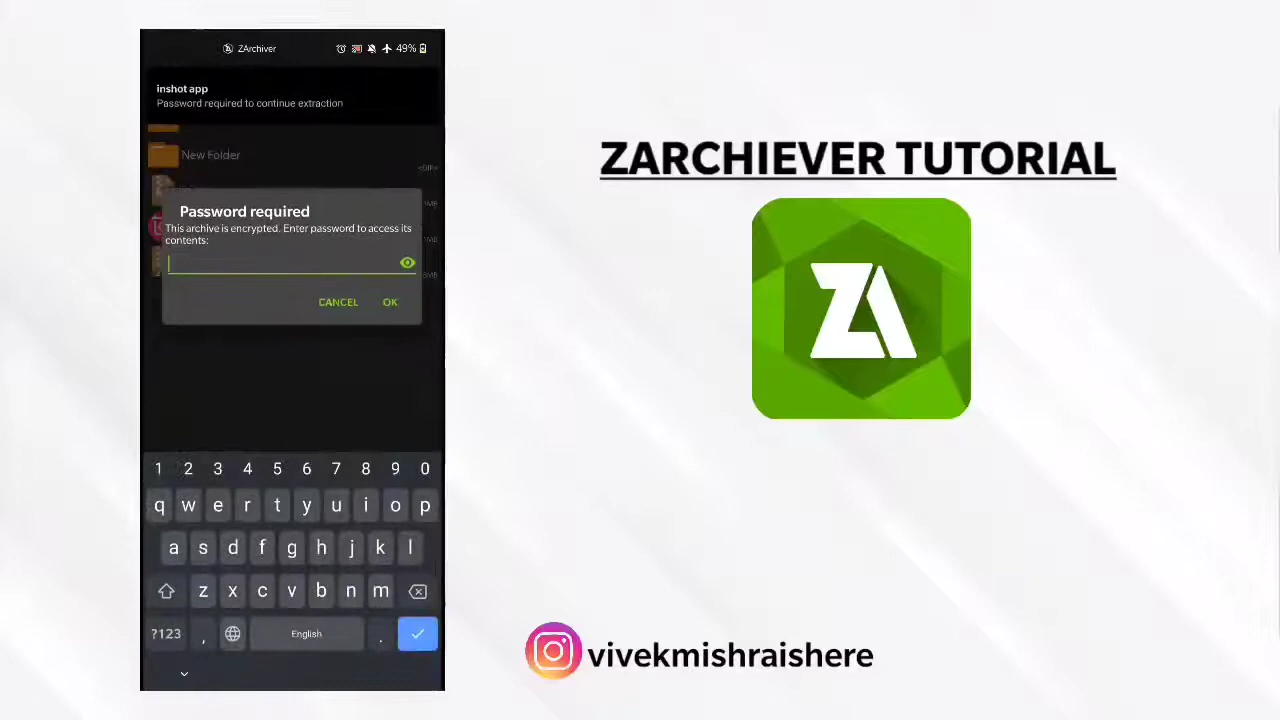 ZArchiver
49%
inshot app
Password required to continue extraction
New Folder
<DIR>
Password required
This archive is encrypted. Enter password to access its
contents:
CANCEL OK
1 2 3 4 5 6 7 8 9 0
q w e r t y u i o p
a s d f g h j k l
z x c v b n m
?123 , English .
ZARCHIEVER TUTORIAL
ZA
vivekmishraishere